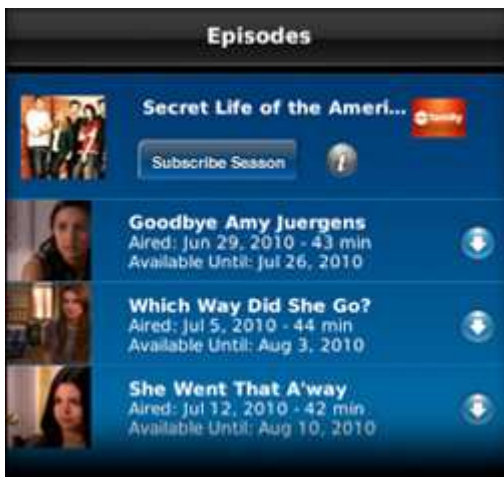 Episodes
Secret Life of the Ameri...
family
Subscribe Season
i
Goodbye Amy Juergens
Aired: Jun 29, 2010 - 43 min
Available Until: Jul 26, 2010
Which Way Did She Go?
Aired: Jul 5, 2010 - 44 min
Available Until: Aug 3, 2010
She Went That A'way
Aired: Jul 12, 2010 - 42 min
Available Until: Aug 10, 2010